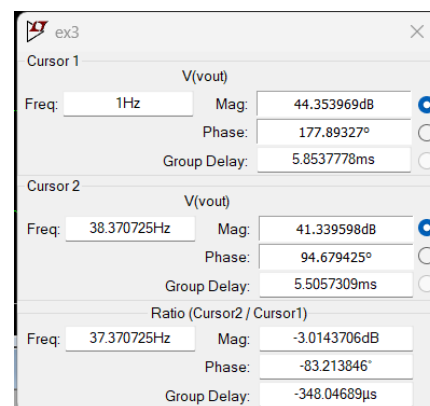 ex3
Cursor 1
V(vout)
Freq: 1Hz Mag: 44.353969dB
Phase: 177.89327°
Group Delay: 5.8537778ms
Cursor 2
V(vout)
Freq: 38.370725Hz Mag: 41.339598dB
Phase: 94.679425°
Group Delay: 5.5057309ms
Ratio (Cursor2 / Cursor1)
Freq: 37.370725Hz Mag: -3.0143706dB
Phase: -83.213846°
Group Delay: -348.04689µs